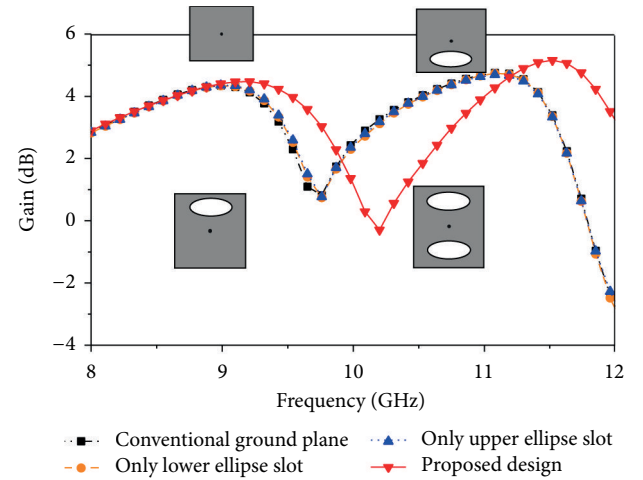 6
4
2
0
−2
−4
Gain (dB)
8 9 10 11 12
Frequency (GHz)
Conventional ground plane
Only upper ellipse slot
Only lower ellipse slot
Proposed design